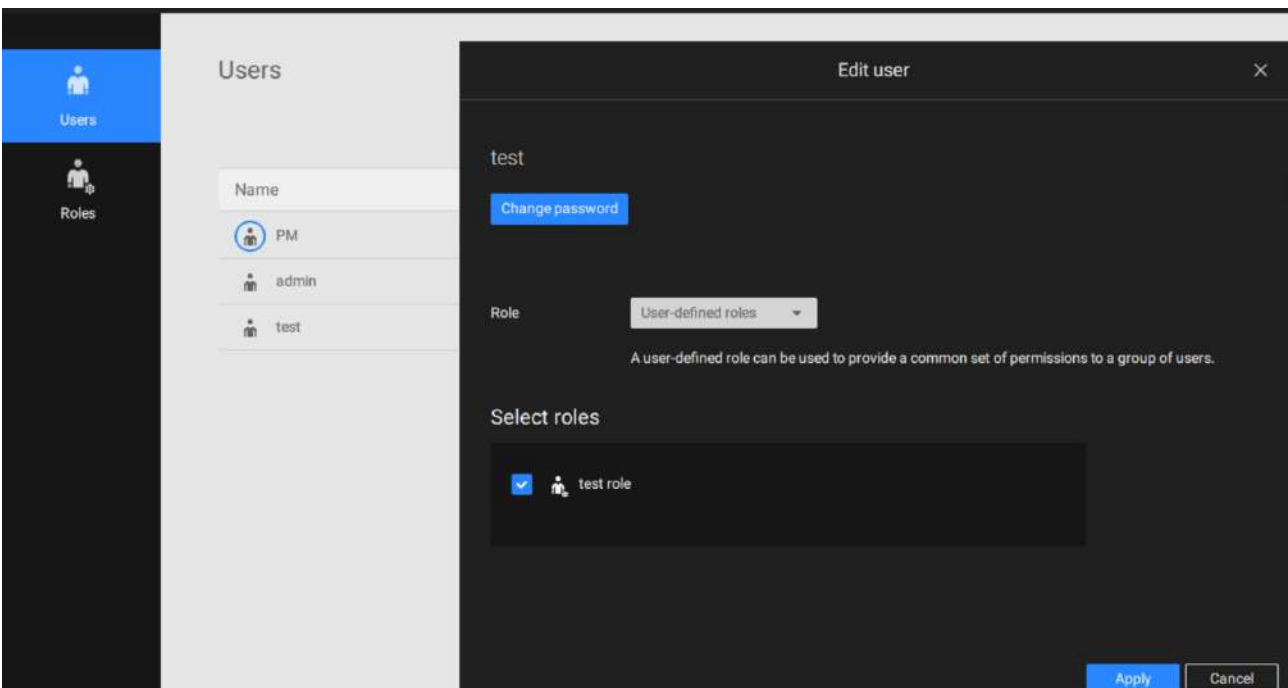 Users
Roles
Users
Name
PM
admin
test
Edit user
test
Change password
Role
User-defined roles
A user-defined role can be used to provide a common set of permissions to a group of users.
Select roles
test role
Apply
Cancel